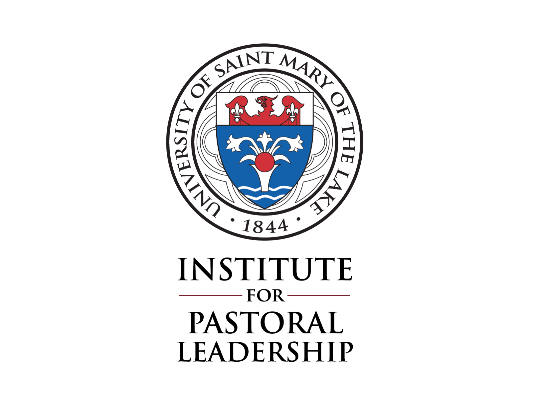 UNIVERSITY OF SAINT MARY OF THE LAKE
· 1844 ·
INSTITUTE
FOR
PASTORAL
LEADERSHIP